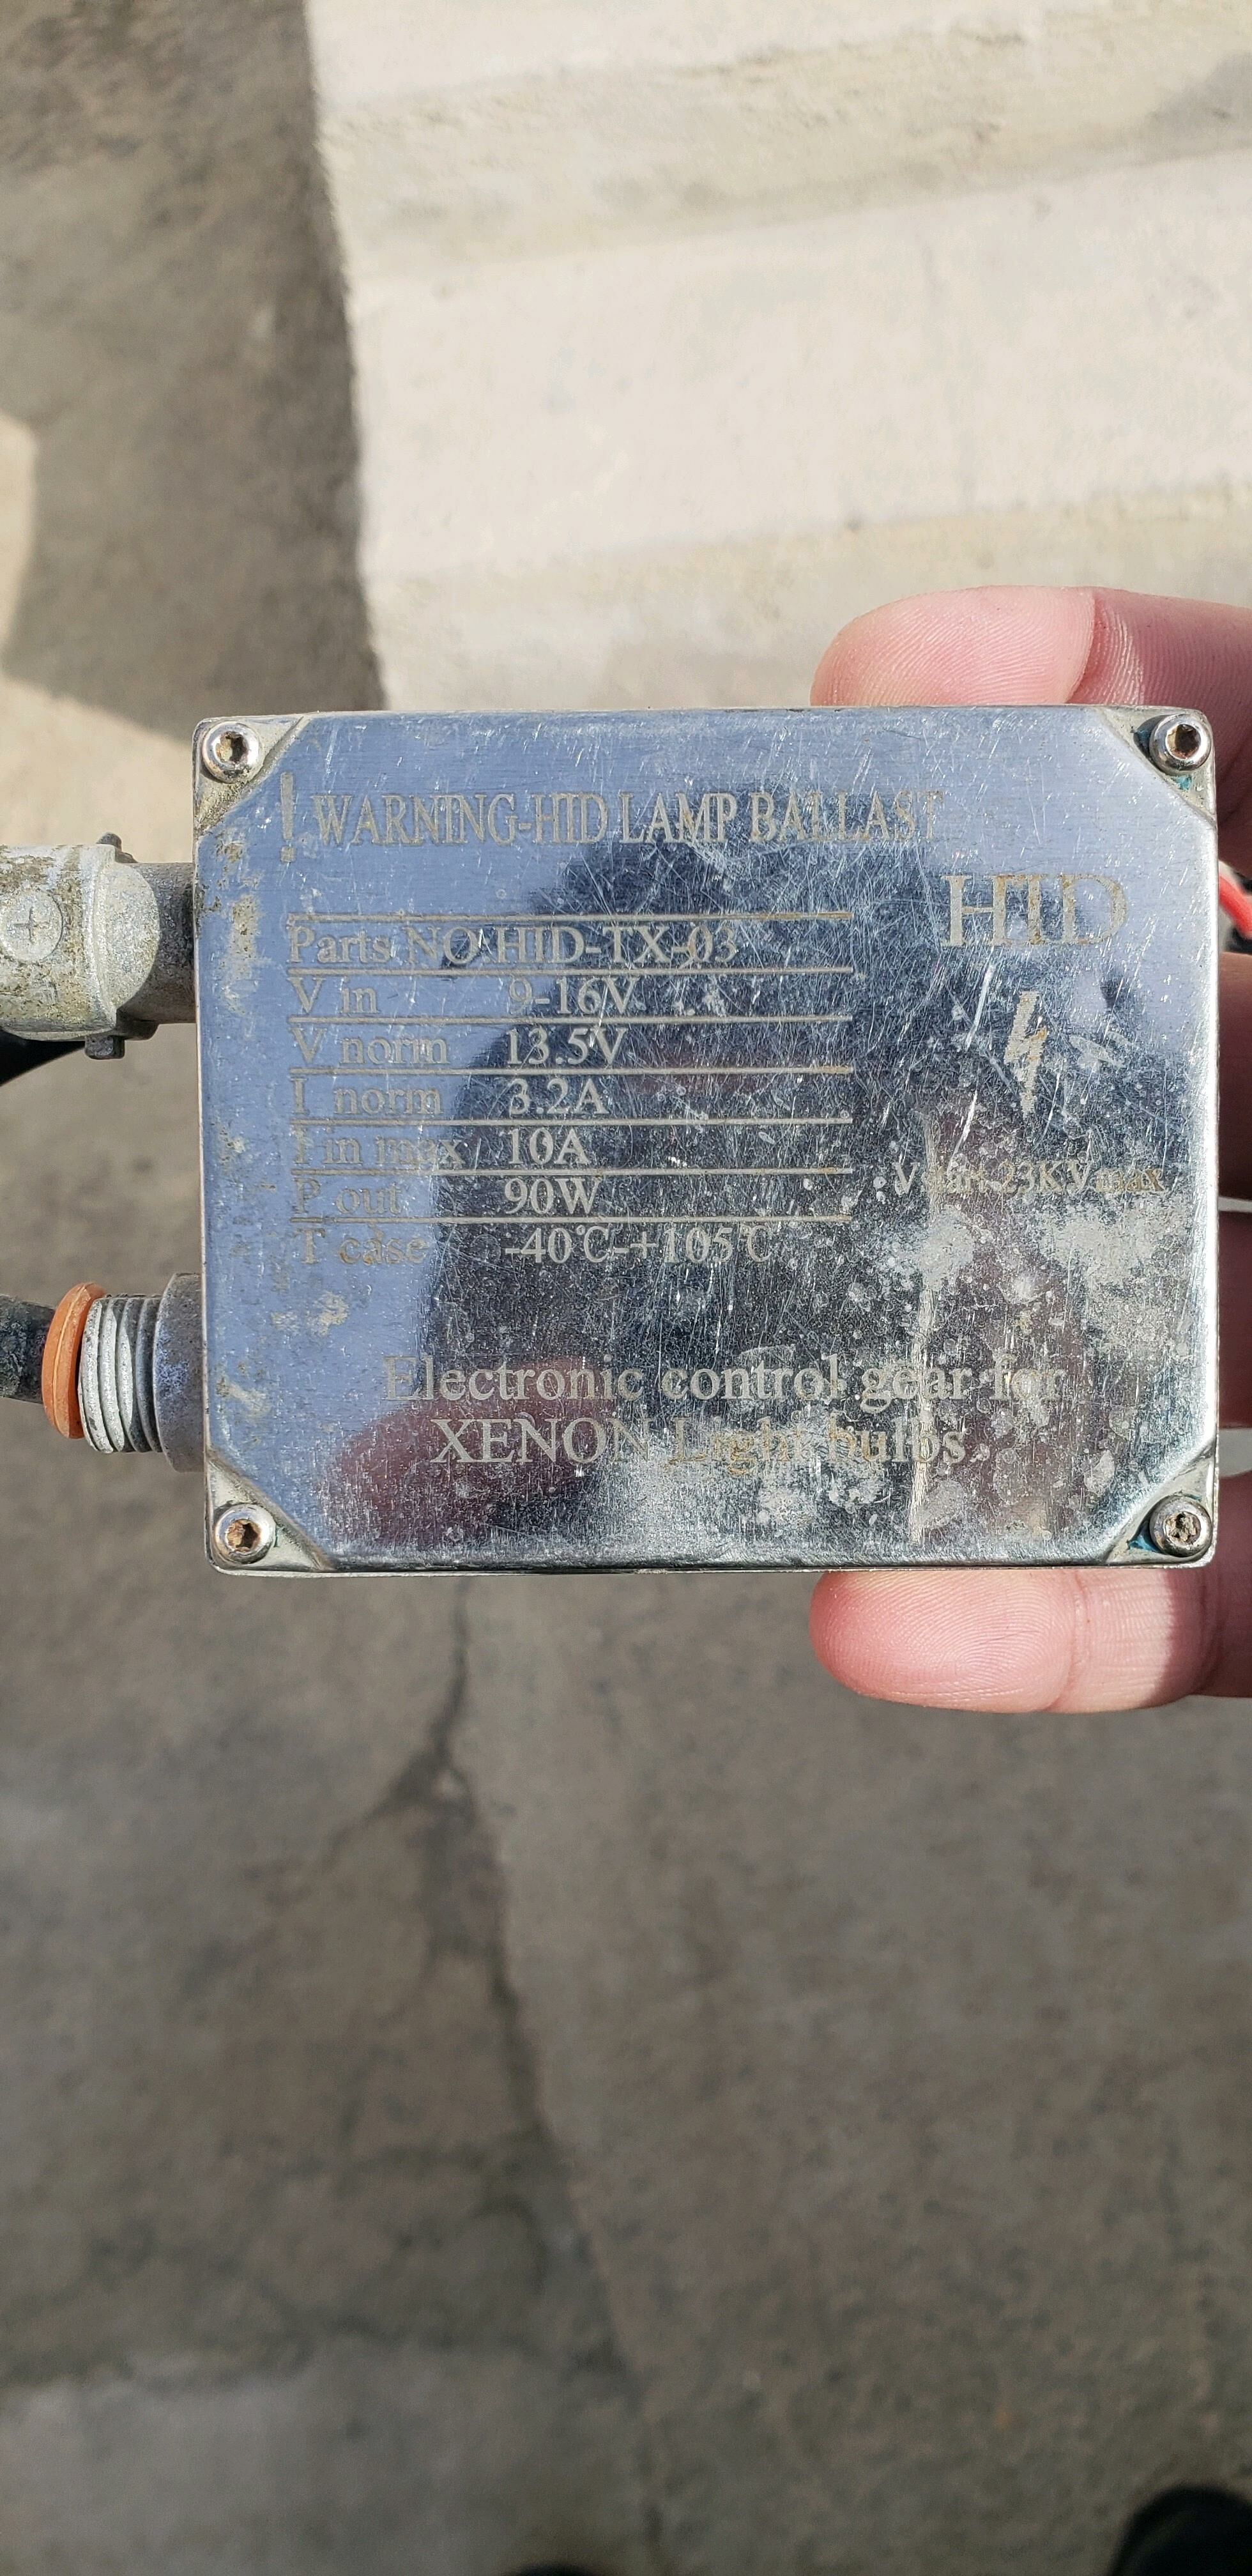 ! WARNING-HID LAMP BALLAST
HID
Parts NO HID-TX-03
V in 9-16V
V norm 13.5V
I norm 3.2A
I in max 10A
P out 90W
T case -40℃-+105℃
23KVmax
Electronic control gear for
XENON Light bulbs